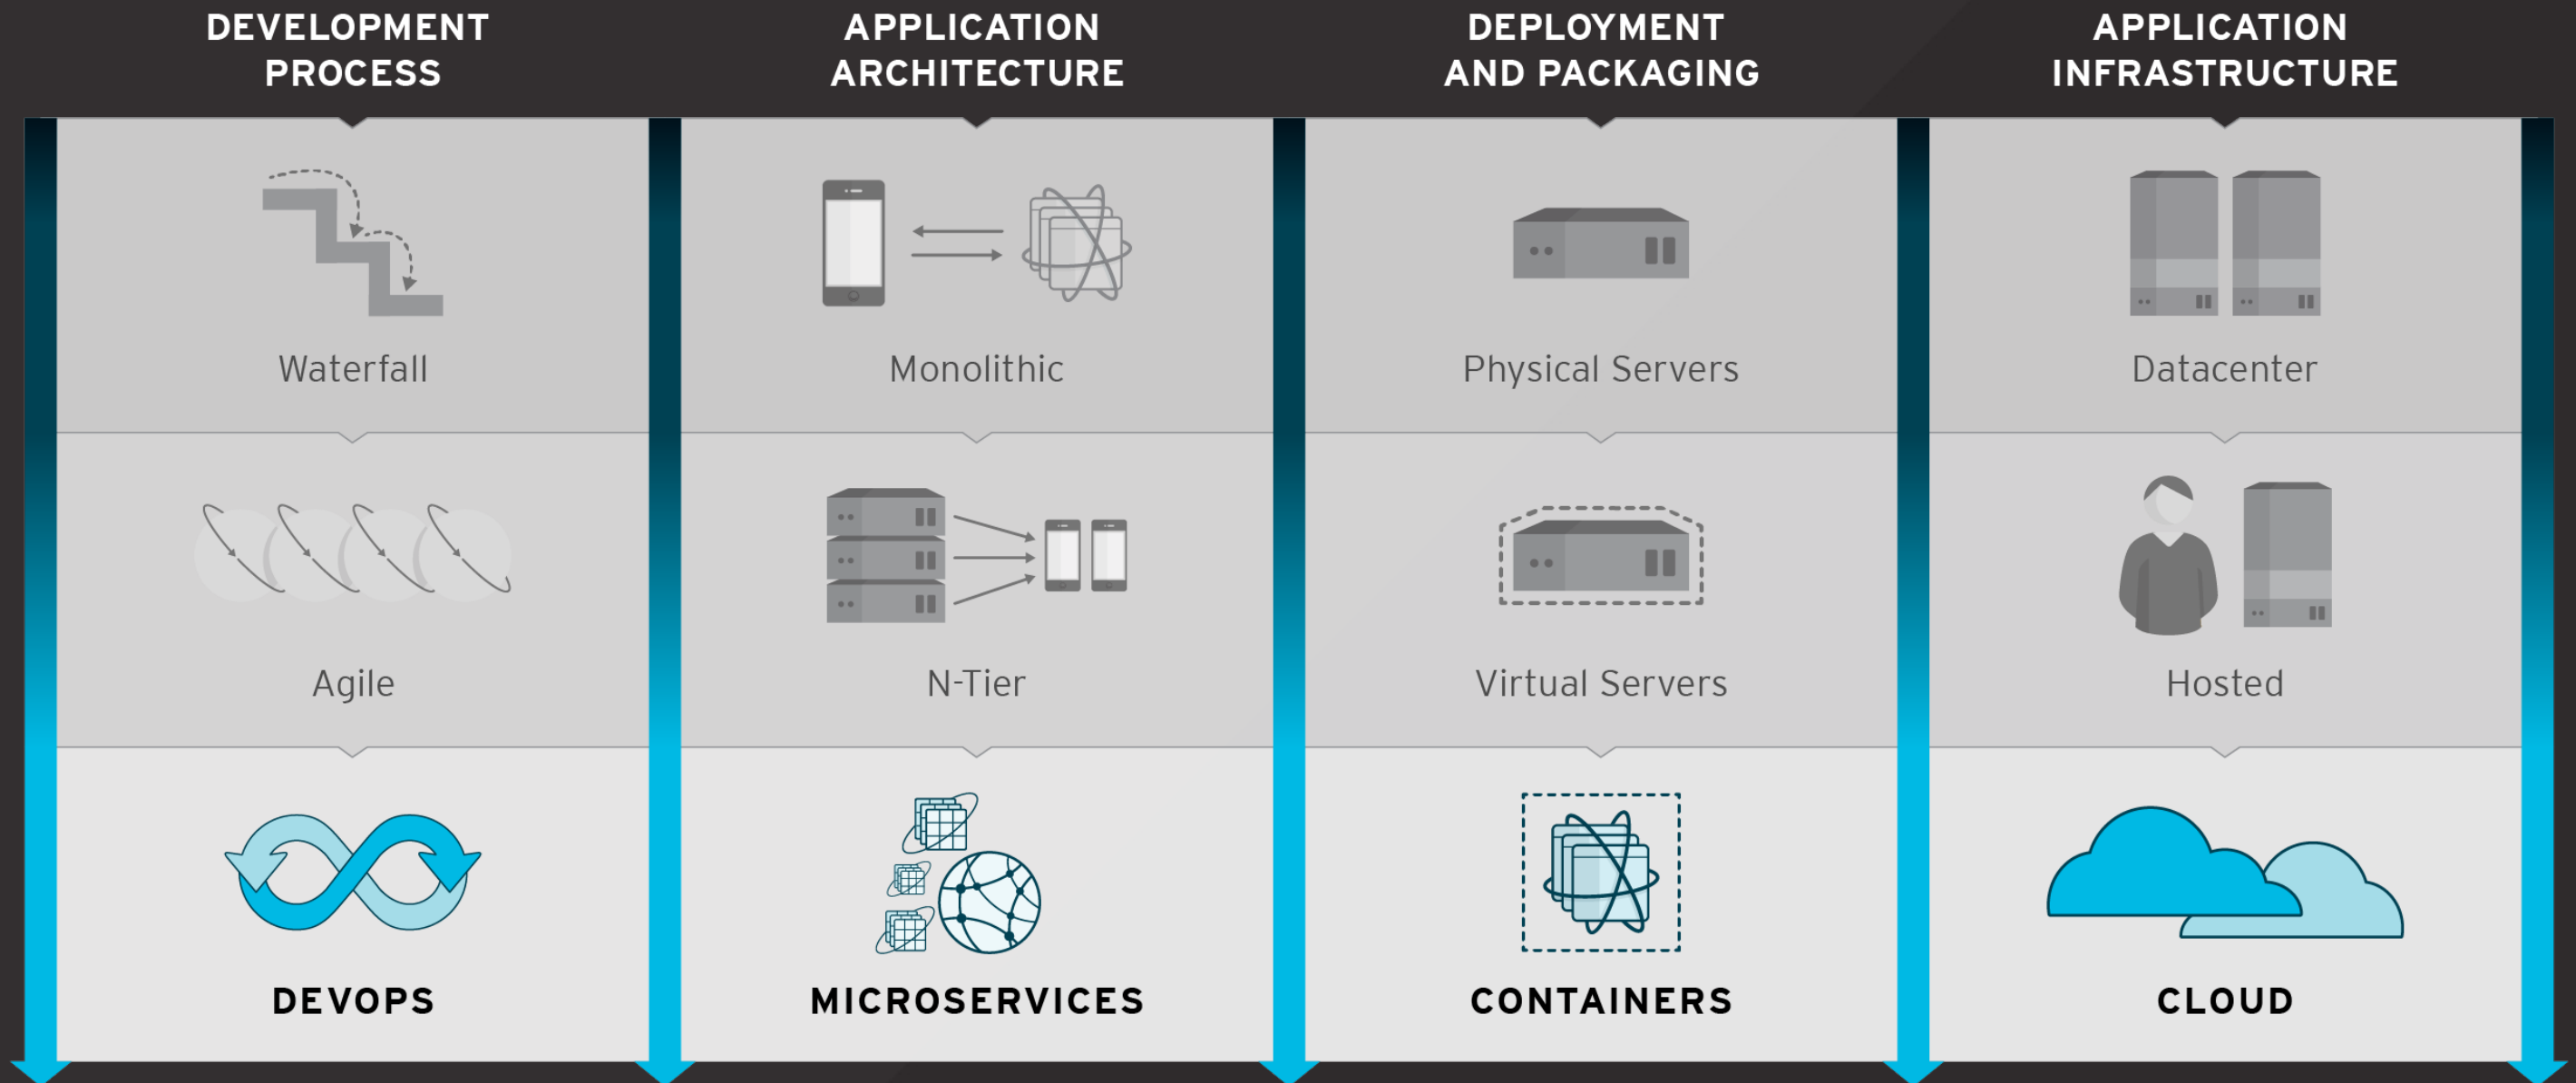 DEVELOPMENT
PROCESS
APPLICATION
ARCHITECTURE
DEPLOYMENT
AND PACKAGING
APPLICATION
INFRASTRUCTURE
Waterfall
Monolithic
Physical Servers
Datacenter
Agile
N-Tier
Virtual Servers
Hosted
DEVOPS
MICROSERVICES
CONTAINERS
CLOUD